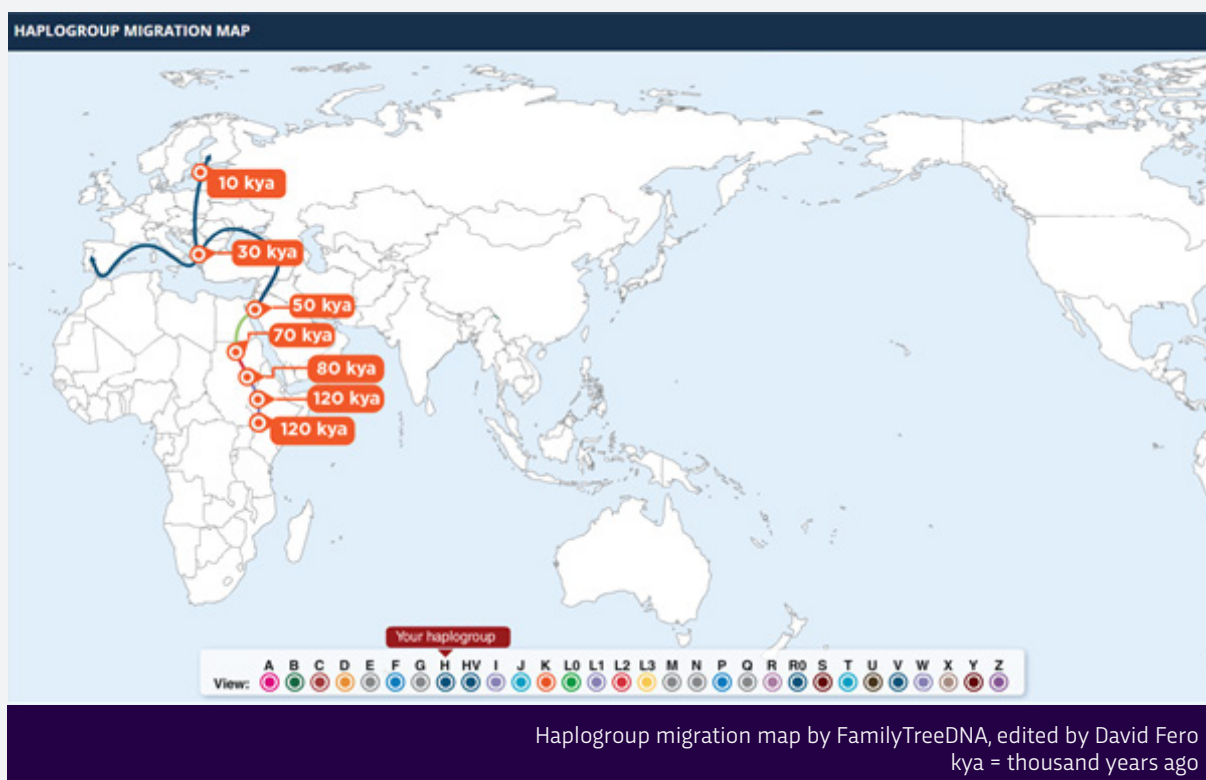 HAPLOGROUP MIGRATION MAP
10 kya
30 kya
50 kya
70 kya
80 kya
120 kya
120 kya
Your haplogroup
A B C D E F G H HV I J K L0 L1 L2 L3 M N P Q R R0 S T U V W X Y Z
View:
Haplogroup migration map by FamilyTreeDNA, edited by David Fero
kya = thousand years ago